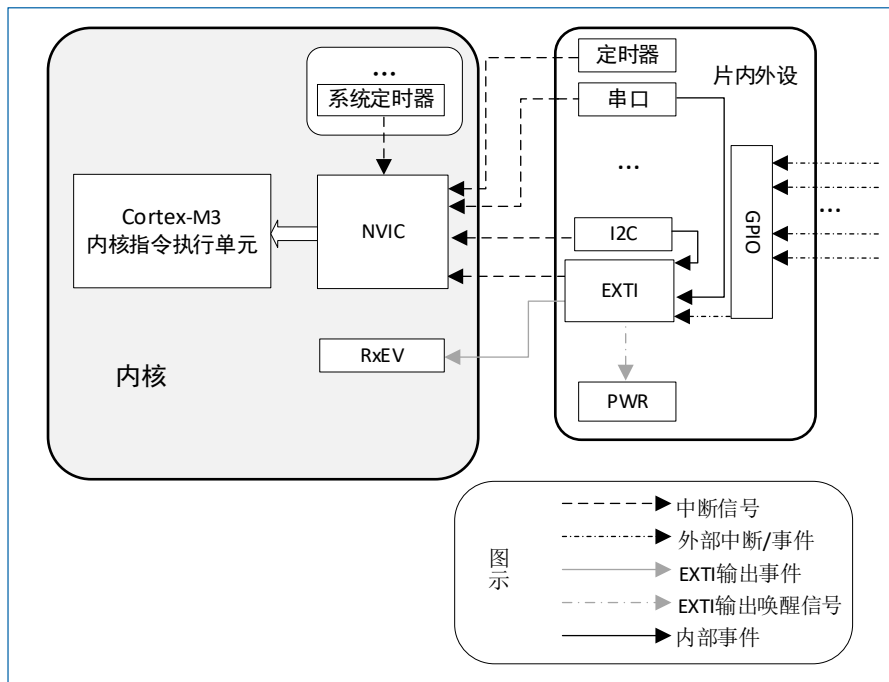 ...
系统定时器
Cortex-M3
内核指令执行单元
NVIC
RxEV
内核
定时器
片内外设
串口
...
I2C
EXTI
PWR
GPIO
...
图示
中断信号
外部中断/事件
EXTI输出事件
EXTI输出唤醒信号
内部事件